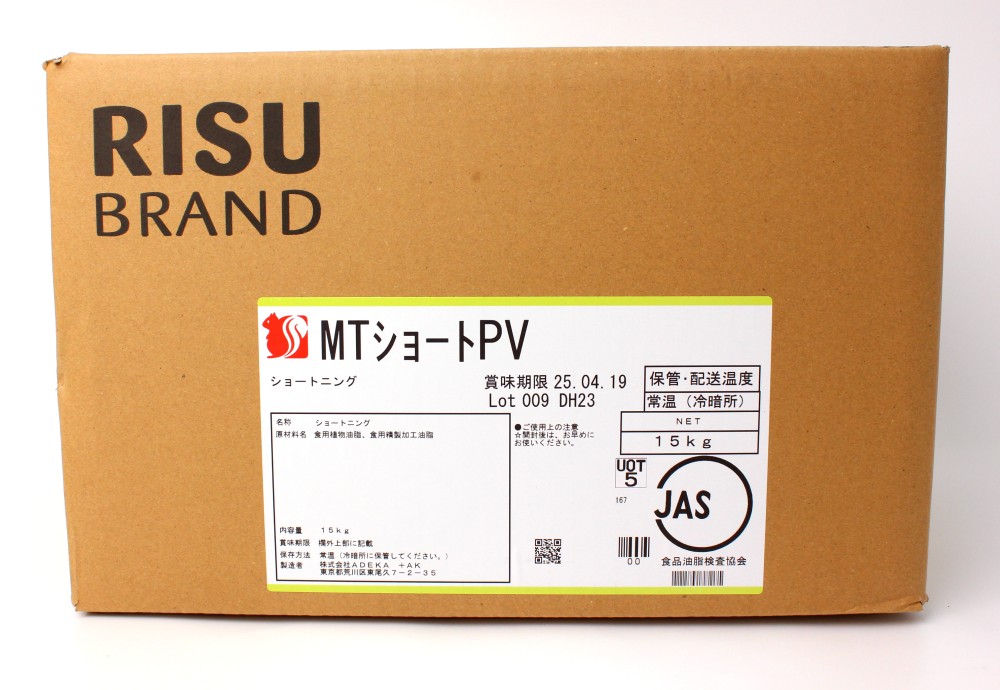 RISU
BRAND
MTショートPV
ショートニング
賞味期限 25.04.19
Lot 009 DH23
保管・配送温度
常温（冷暗所）
NET
15kg
名称 ショートニング
原材料名 食用植物油脂、食用精製加工油脂
●ご使用上の注意
☆開封後は、お早めに
お使いください。
UOT
5
167
JAS
内容量 15kg
賞味期限 欄外上部に記載
保存方法 常温（冷暗所に保管してください。）
製造者 株式会社ADEKA +AK
東京都荒川区東尾久7-2-35
00
食品油脂検査協会